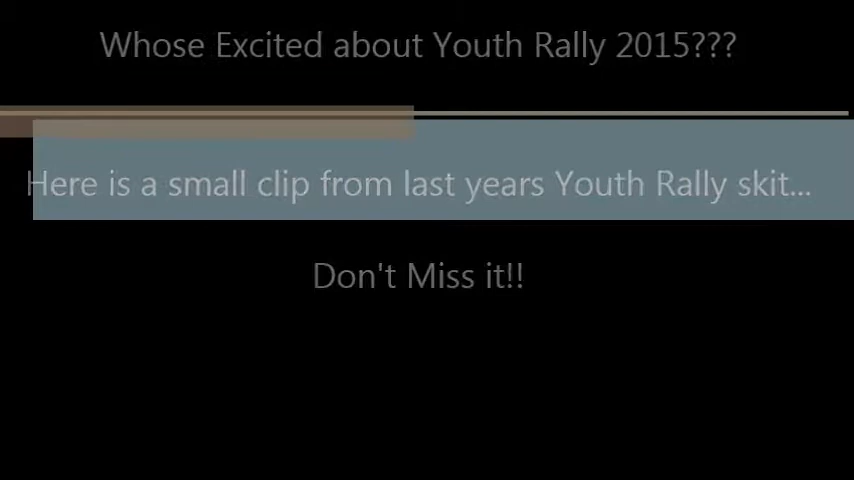 Whose Excited about Youth Rally 2015???
Here is a small clip from last years Youth Rally skit...
Don't Miss it!!